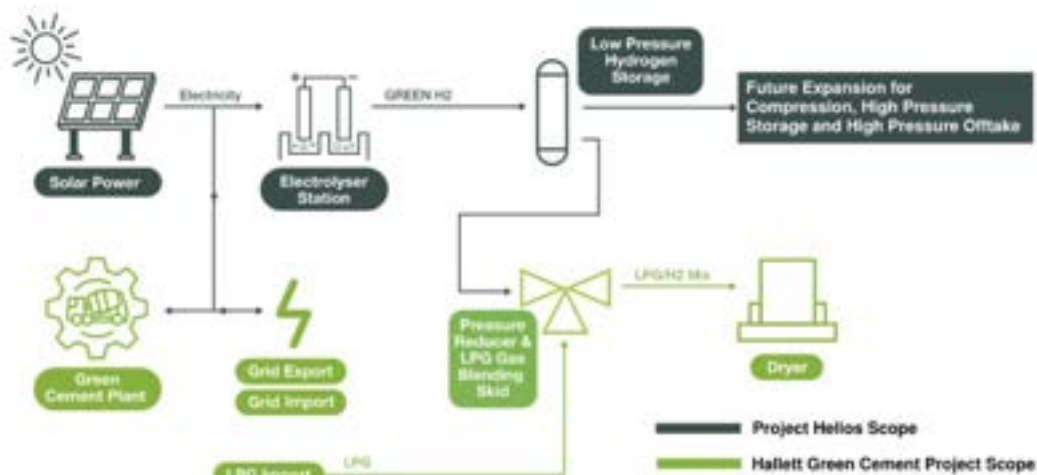 Low Pressure
Hydrogen
Storage
Electricity
GREEN H2
Future Expansion for
Compression, High Pressure
Storage and High Pressure Offtake
Solar Power
Electrolyser
Station
LPG/H2 Mix
Pressure
Reducer &
LPG Gas
Blending
Skid
Green
Cement Plant
Grid Export
Grid Import
Dryer
Project Helios Scope
LPG
LPG Import
Hallett Green Cement Project Scope